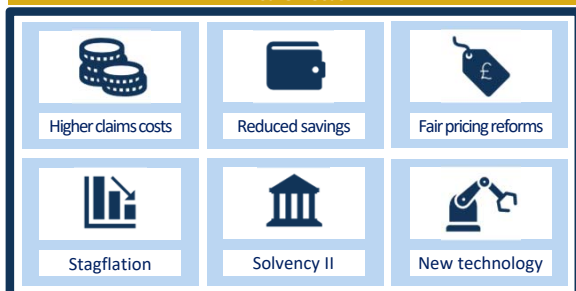 Higher claims costs
Reduced savings
Fair pricing reforms
£
Stagflation
Solvency II
New technology